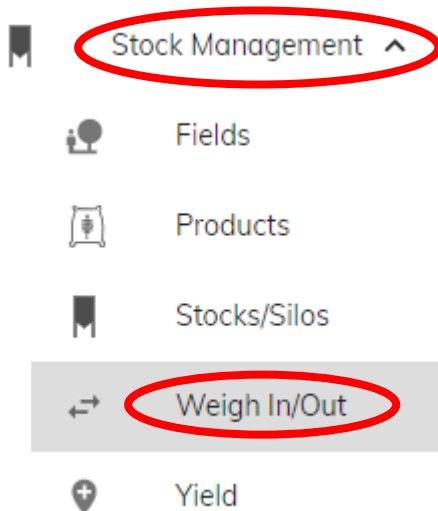 Stock Management
Fields
Products
Stocks/Silos
Weigh In/Out
Yield